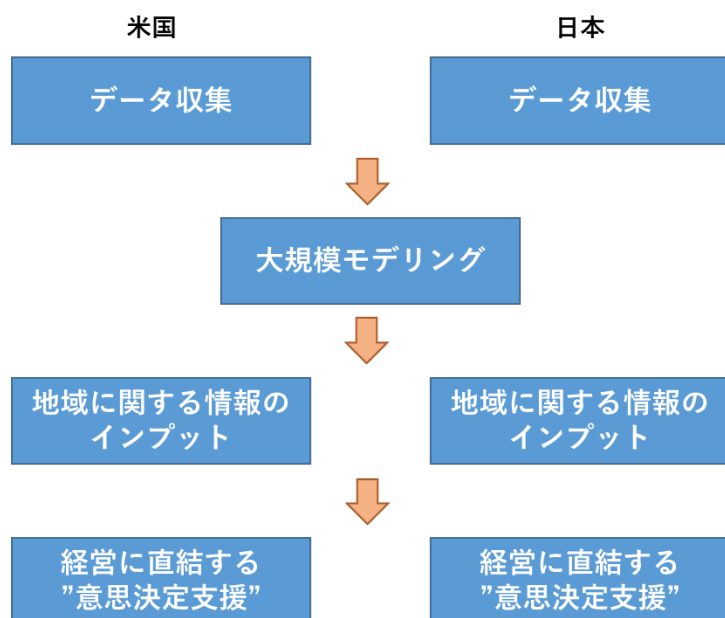 米国
日本
データ収集
データ収集
大規模モデリング
地域に関する情報の
インプット
地域に関する情報の
インプット
経営に直結する
”意思決定支援”
経営に直結する
”意思決定支援”